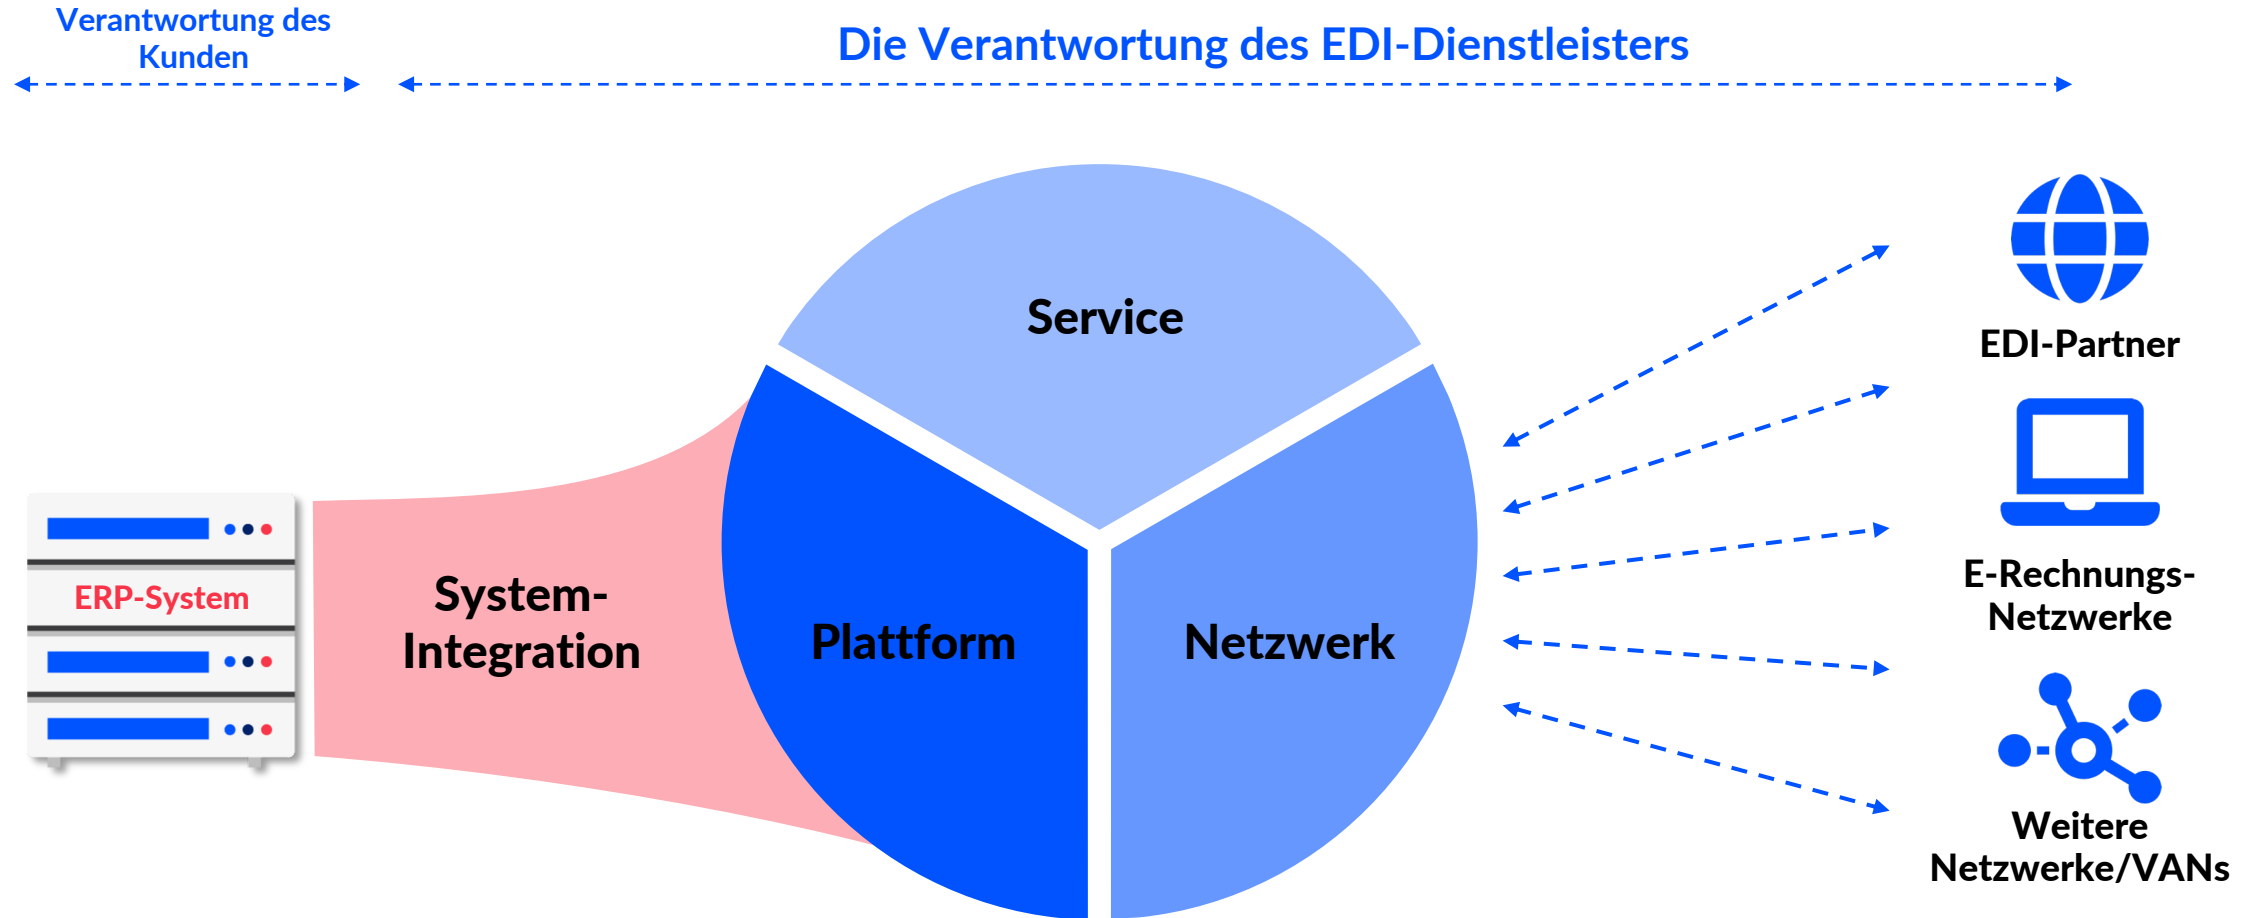 Verantwortung des
Kunden
Die Verantwortung des EDI-Dienstleisters
Service
EDI-Partner
ERP-System
System-
Integration
Plattform
Netzwerk
E-Rechnungs-
Netzwerke
Weitere
Netzwerke/VANs